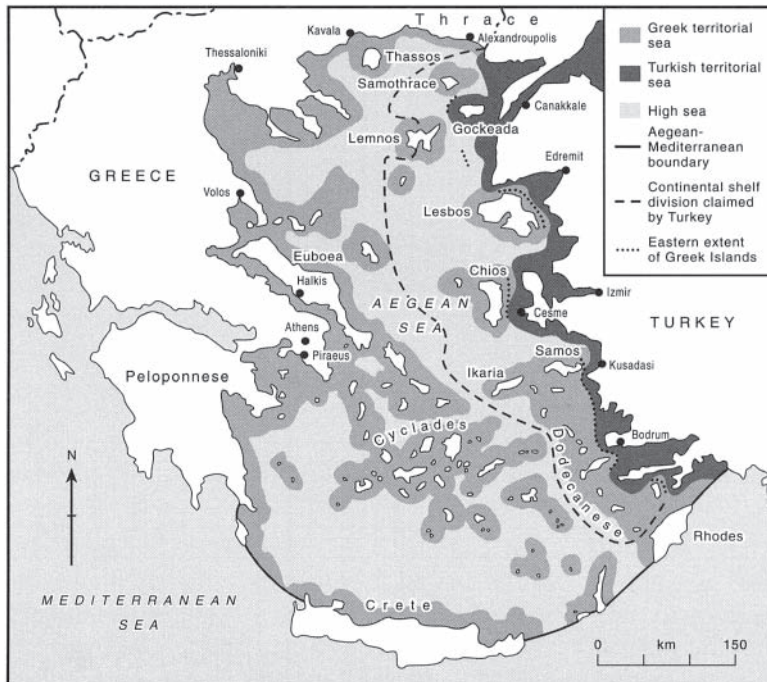 Thrace
Kavala
Alexandroupolis
Thessaloniki
Thassos
Samothrace
Canakkale
Gockeada
Lemnos
Edremit
GREECE
Volos
Lesbos
Euboea
Chios
Halkis
AEGEAN
SEA
Izmir
Cesme
TURKEY
Athens
Piraeus
Samos
Peloponnese
Ikaria
Kusadasi
Cyclades
Bodrum
Dodecanese
N
Rhodes
MEDITERRANEAN
SEA
Crete
0 km 150
Greek territorial
sea
Turkish territorial
sea
High sea
Aegean-
Mediterranean
boundary
Continental shelf
division claimed
by Turkey
Eastern extent
of Greek Islands